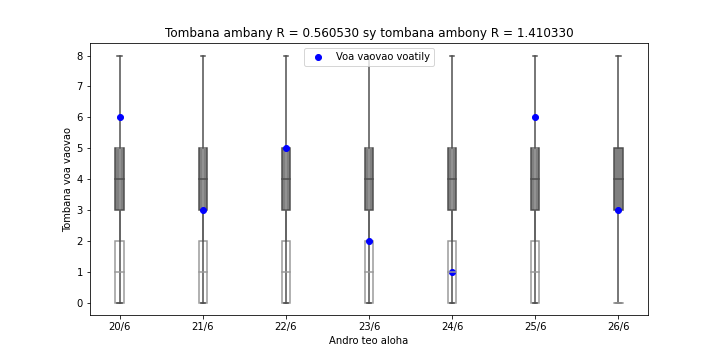 Tombana ambany R = 0.560530 sy tombana ambony R = 1.410330
Voa vaovao voatily
Tombana voa vaovao
8
7
6
5
4
3
2
1
0
20/6 21/6 22/6 23/6 24/6 25/6 26/6
Andro teo aloha